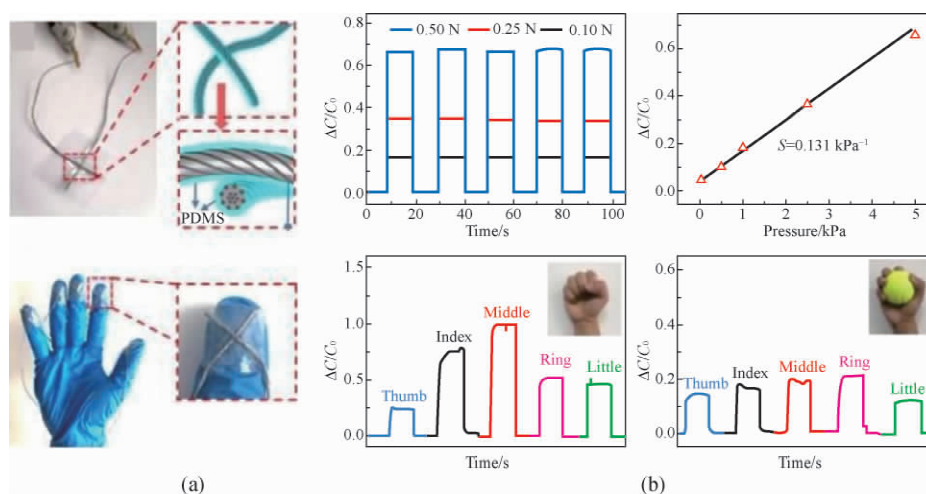 PDMS
(a)
0.50 N 0.25 N 0.10 N
ΔC/C₀
0.8
0.6
0.4
0.2
0.0
0 20 40 60 80 100
Time/s
ΔC/C₀
0.6
0.4
0.2
0.0
S=0.131 kPa⁻¹
0 1 2 3 4 5
Pressure/kPa
ΔC/C₀
1.5
1.0
0.5
0.0
Thumb
Index
Middle
Ring
Little
Time/s
ΔC/C₀
0.6
0.4
0.2
0.0
Thumb
Index
Middle
Ring
Little
Time/s
(b)